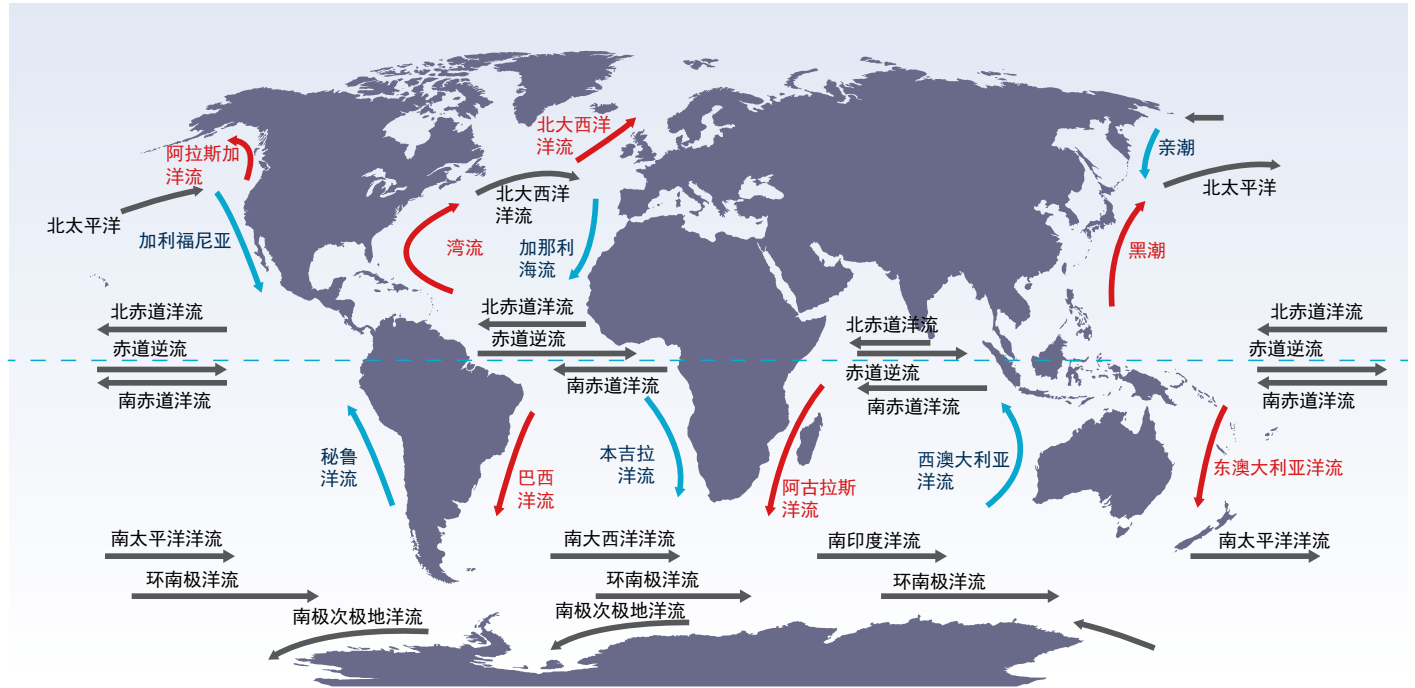 北大西洋
洋流
阿拉斯加
洋流
亲潮
北太平洋
北大西洋
洋流
北太平洋
加利福尼亚
湾流
加那利
海流
黑潮
北赤道洋流
赤道逆流
南赤道洋流
北赤道洋流
赤道逆流
南赤道洋流
北赤道洋流
赤道逆流
南赤道洋流
北赤道洋流
赤道逆流
南赤道洋流
秘鲁
洋流
巴西
洋流
本吉拉
洋流
阿古拉斯
洋流
西澳大利亚
洋流
东澳大利亚洋流
南太平洋洋流
南大西洋洋流
南印度洋流
南太平洋洋流
环南极洋流
环南极洋流
环南极洋流
南极次极地洋流
南极次极地洋流